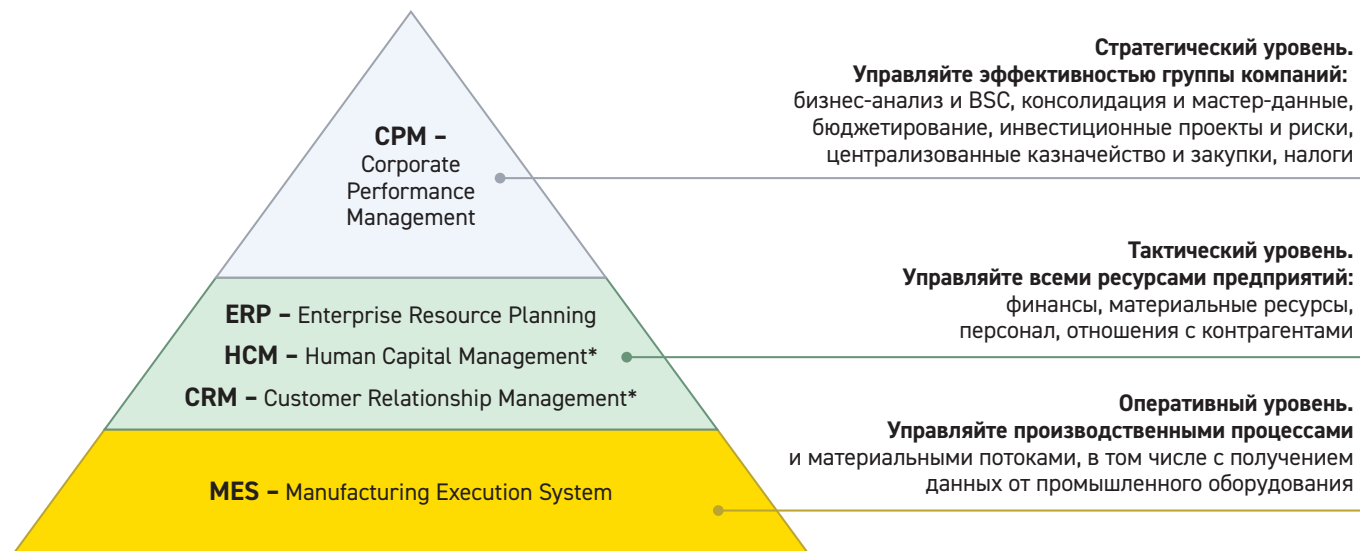 CPM –
Corporate
Performance
Management
Стратегический уровень.
Управляйте эффективностью группы компаний:
бизнес-анализ и BSC, консолидация и мастер-данные,
бюджетирование, инвестиционные проекты и риски,
централизованные казначейство и закупки, налоги
ERP – Enterprise Resource Planning
HCM – Human Capital Management*
CRM – Customer Relationship Management*
Тактический уровень.
Управляйте всеми ресурсами предприятий:
финансы, материальные ресурсы,
персонал, отношения с контрагентами
MES – Manufacturing Execution System
Оперативный уровень.
Управляйте производственными процессами
и материальными потоками, в том числе с получением
данных от промышленного оборудования